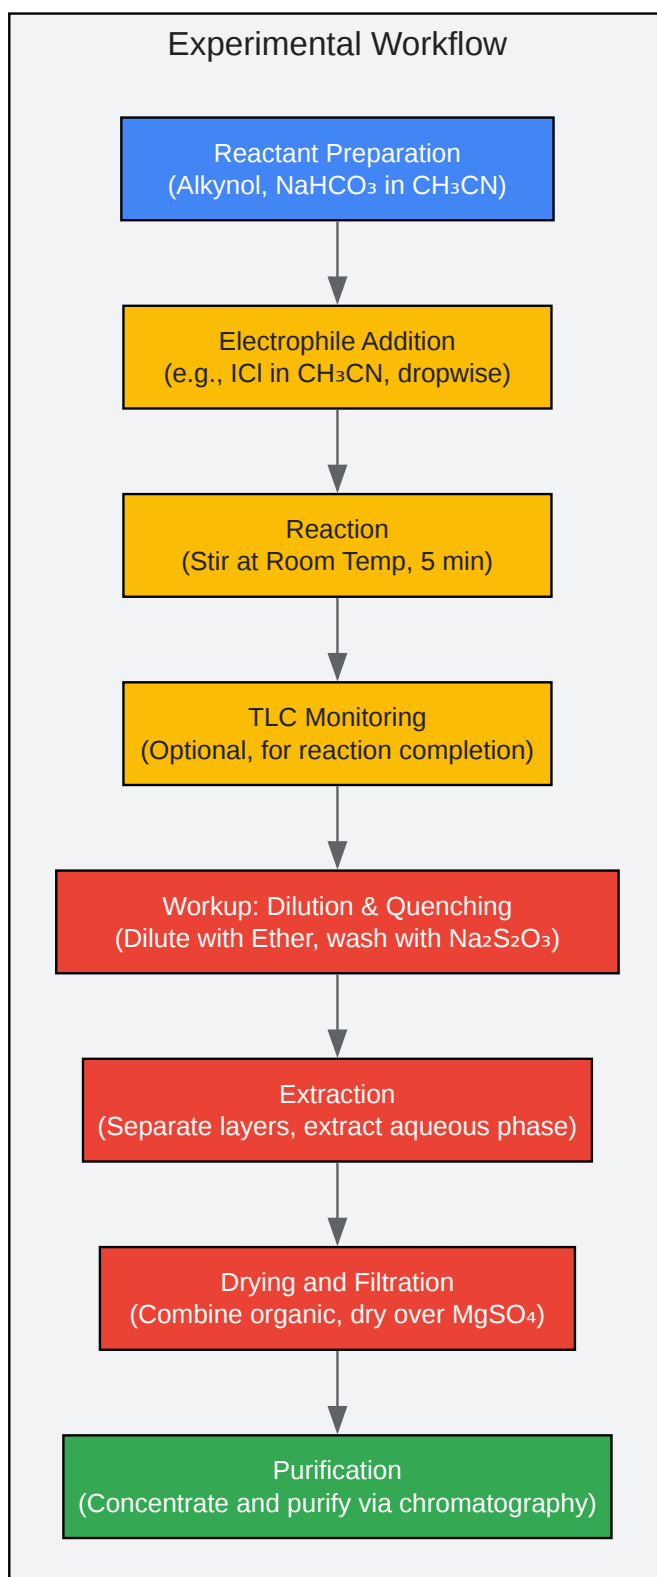 Experimental Workflow
Reactant Preparation
(Alkynol, NaHCO₃ in CH₃CN)
Electrophile Addition
(e.g., ICl in CH₃CN, dropwise)
Reaction
(Stir at Room Temp, 5 min)
TLC Monitoring
(Optional, for reaction completion)
Workup: Dilution & Quenching
(Dilute with Ether, wash with Na₂S₂O₃)
Extraction
(Separate layers, extract aqueous phase)
Drying and Filtration
(Combine organic, dry over MgSO₄)
Purification
(Concentrate and purify via chromatography)